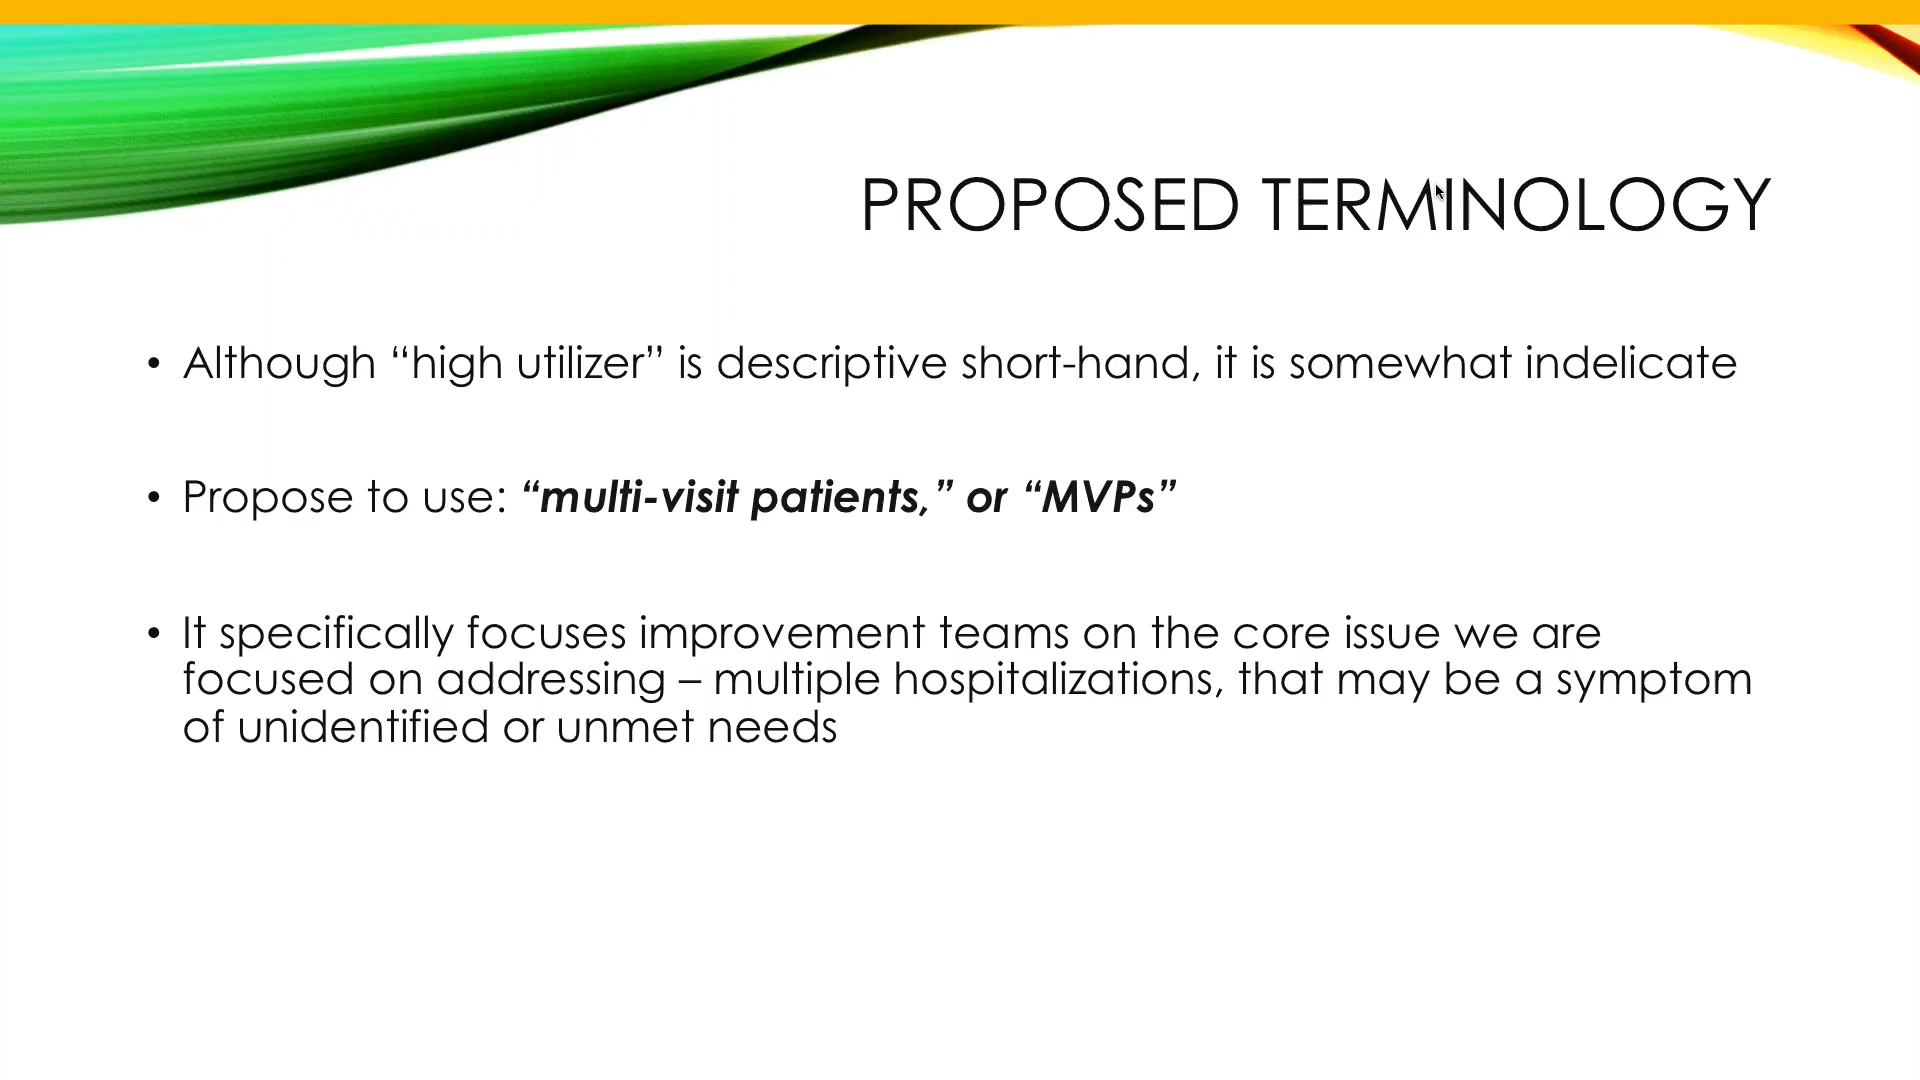 PROPOSED TERMINOLOGY
• Although “high utilizer” is descriptive short-hand, it is somewhat indelicate
• Propose to use: “multi-visit patients,” or “MVPs”
• It specifically focuses improvement teams on the core issue we are
focused on addressing – multiple hospitalizations, that may be a symptom
of unidentified or unmet needs